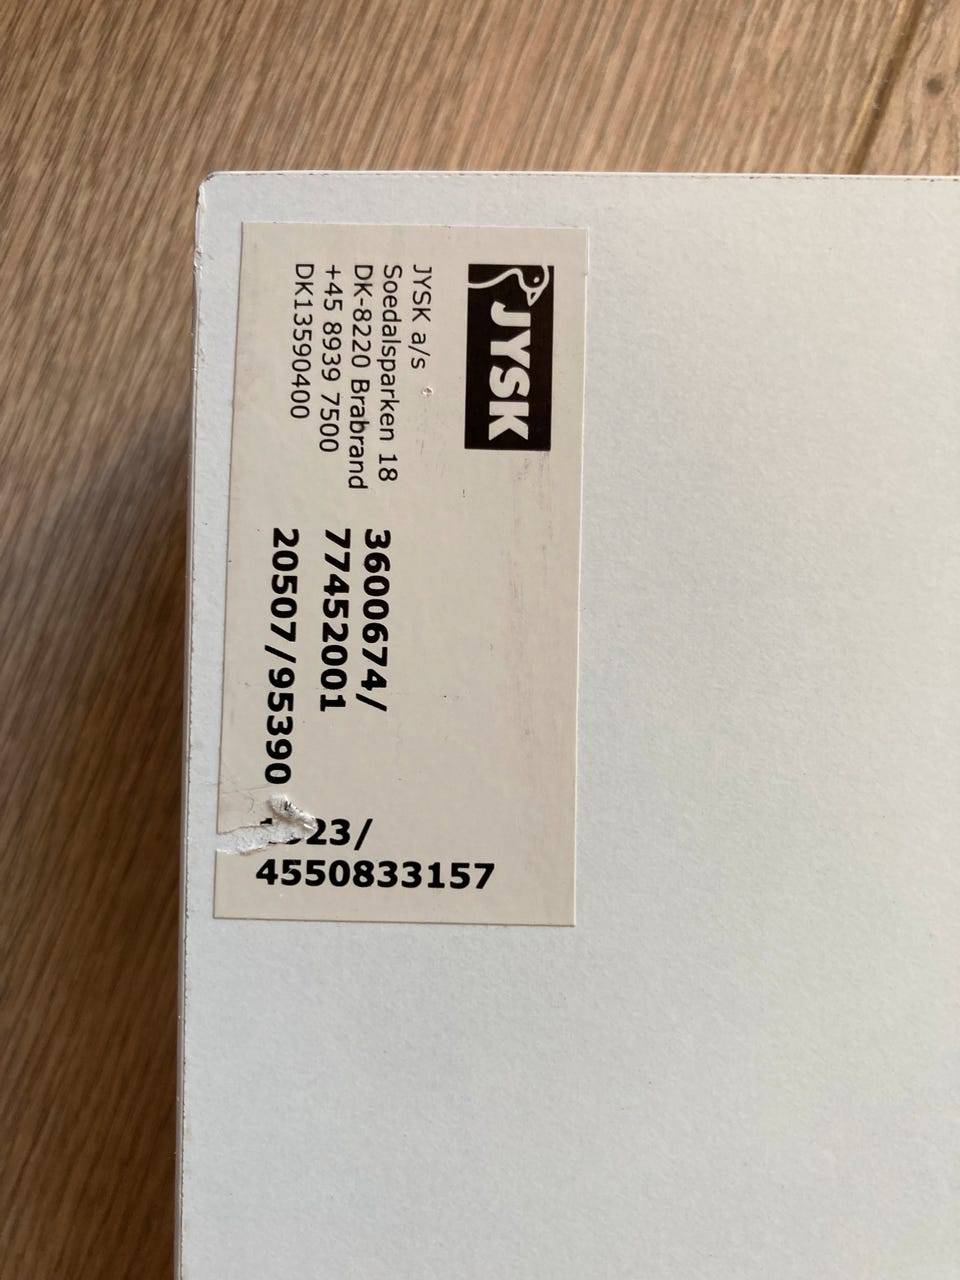 JYSK
JYSK a/s
Soedalsparken 18
DK-8220 Brabrand
+45 8939 7500
DK13590400
3600674/
77452001
20507/95390
4550833157